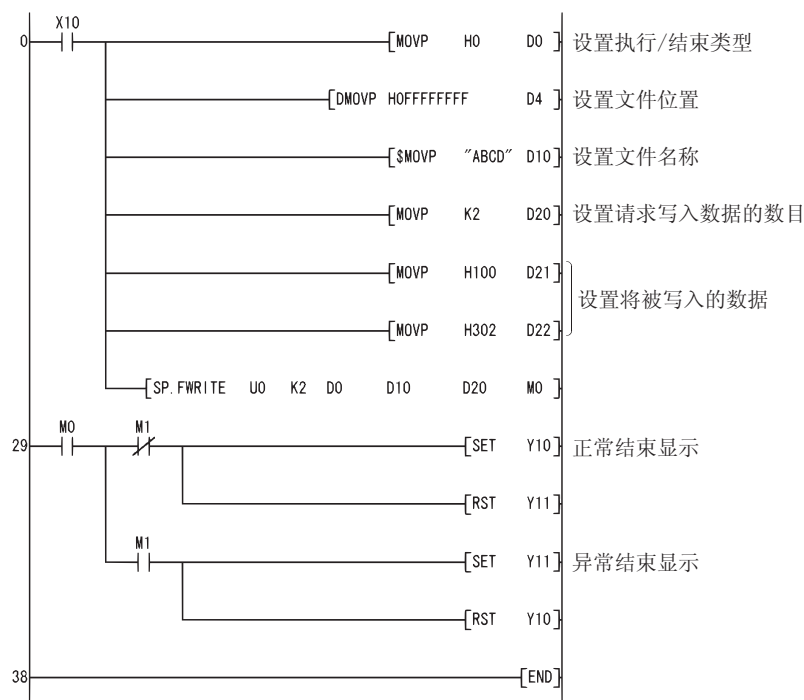 X10
0 MOVP H0 D0 设置执行/结束类型
DMOVP H0FFFFFFFF D4 设置文件位置
$MOVP "ABCD" D10 设置文件名称
MOVP K2 D20 设置请求写入数据的数目
MOVP H100 D21
设置将被写入的数据
MOVP H302 D22
SP.FWRITE U0 K2 D0 D10 D20 M0
M0 M1
29 SET Y10 正常结束显示
RST Y11
M1
SET Y11 异常结束显示
RST Y10
38 END